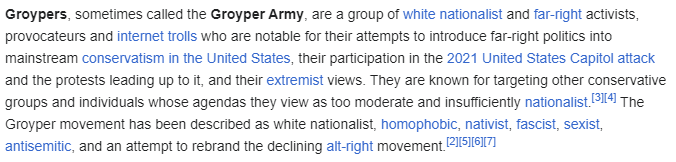 Groypers, sometimes called the Groyper Army, are a group of white nationalist and far-right activists,
provocateurs and internet trolls who are notable for their attempts to introduce far-right politics into
mainstream conservatism in the United States, their participation in the 2021 United States Capitol attack
and the protests leading up to it, and their extremist views. They are known for targeting other conservative
groups and individuals whose agendas they view as too moderate and insufficiently nationalist.[3][4] The
Groyper movement has been described as white nationalist, homophobic, nativist, fascist, sexist,
antisemitic, and an attempt to rebrand the declining alt-right movement.[2][5][6][7]